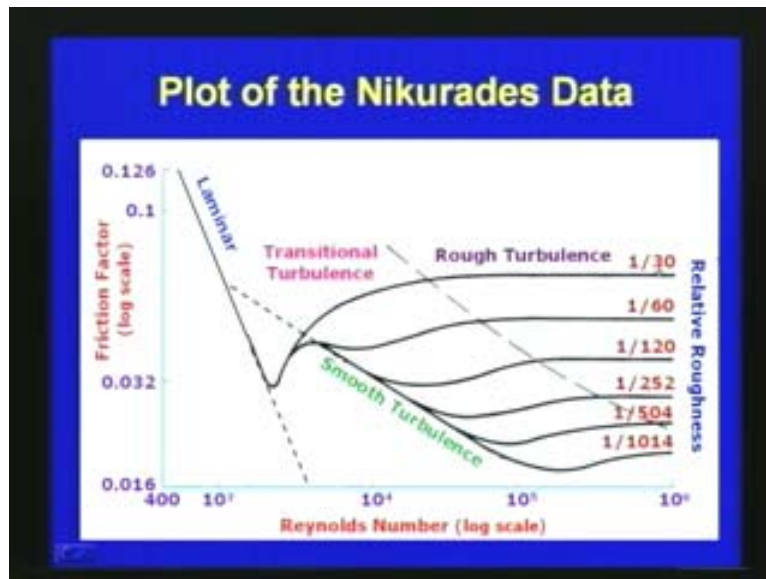 Plot of the Nikurades Data
0.126
0.1
0.032
0.016
Friction Factor
(log scale)
Laminar
Transitional
Turbulence
Rough Turbulence
Smooth Turbulence
1/30
1/60
1/120
1/252
1/504
1/1014
Relative Roughness
400 10³ 10⁴ 10⁵ 10⁶
Reynolds Number (log scale)